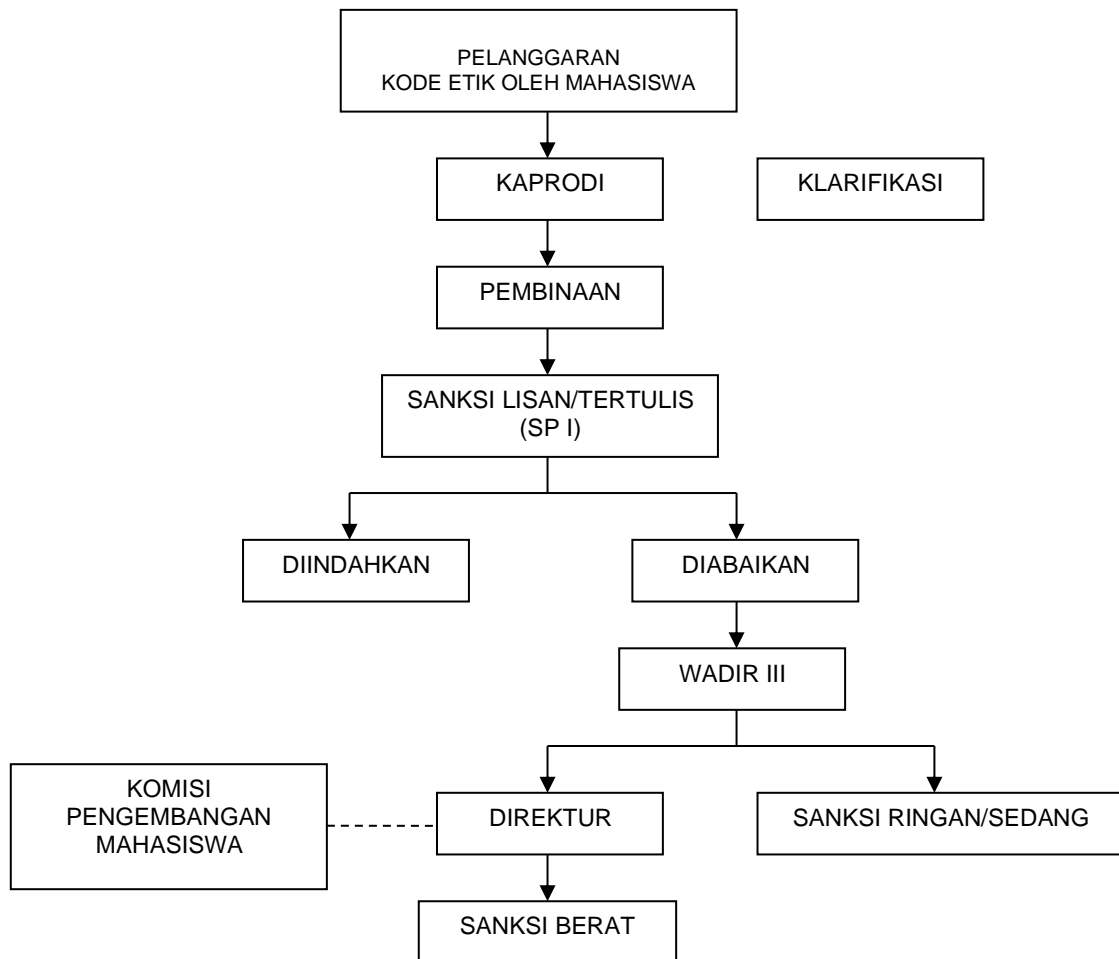 PELANGGARAN
KODE ETIK OLEH MAHASISWA
KAPRODI
KLARIFIKASI
PEMBINAAN
SANKSI LISAN/TERTULIS
(SP I)
DIINDAHKAN
DIABAIKAN
WADIR III
KOMISI
PENGEMBANGAN
MAHASISWA
DIREKTUR
SANKSI RINGAN/SEDANG
SANKSI BERAT